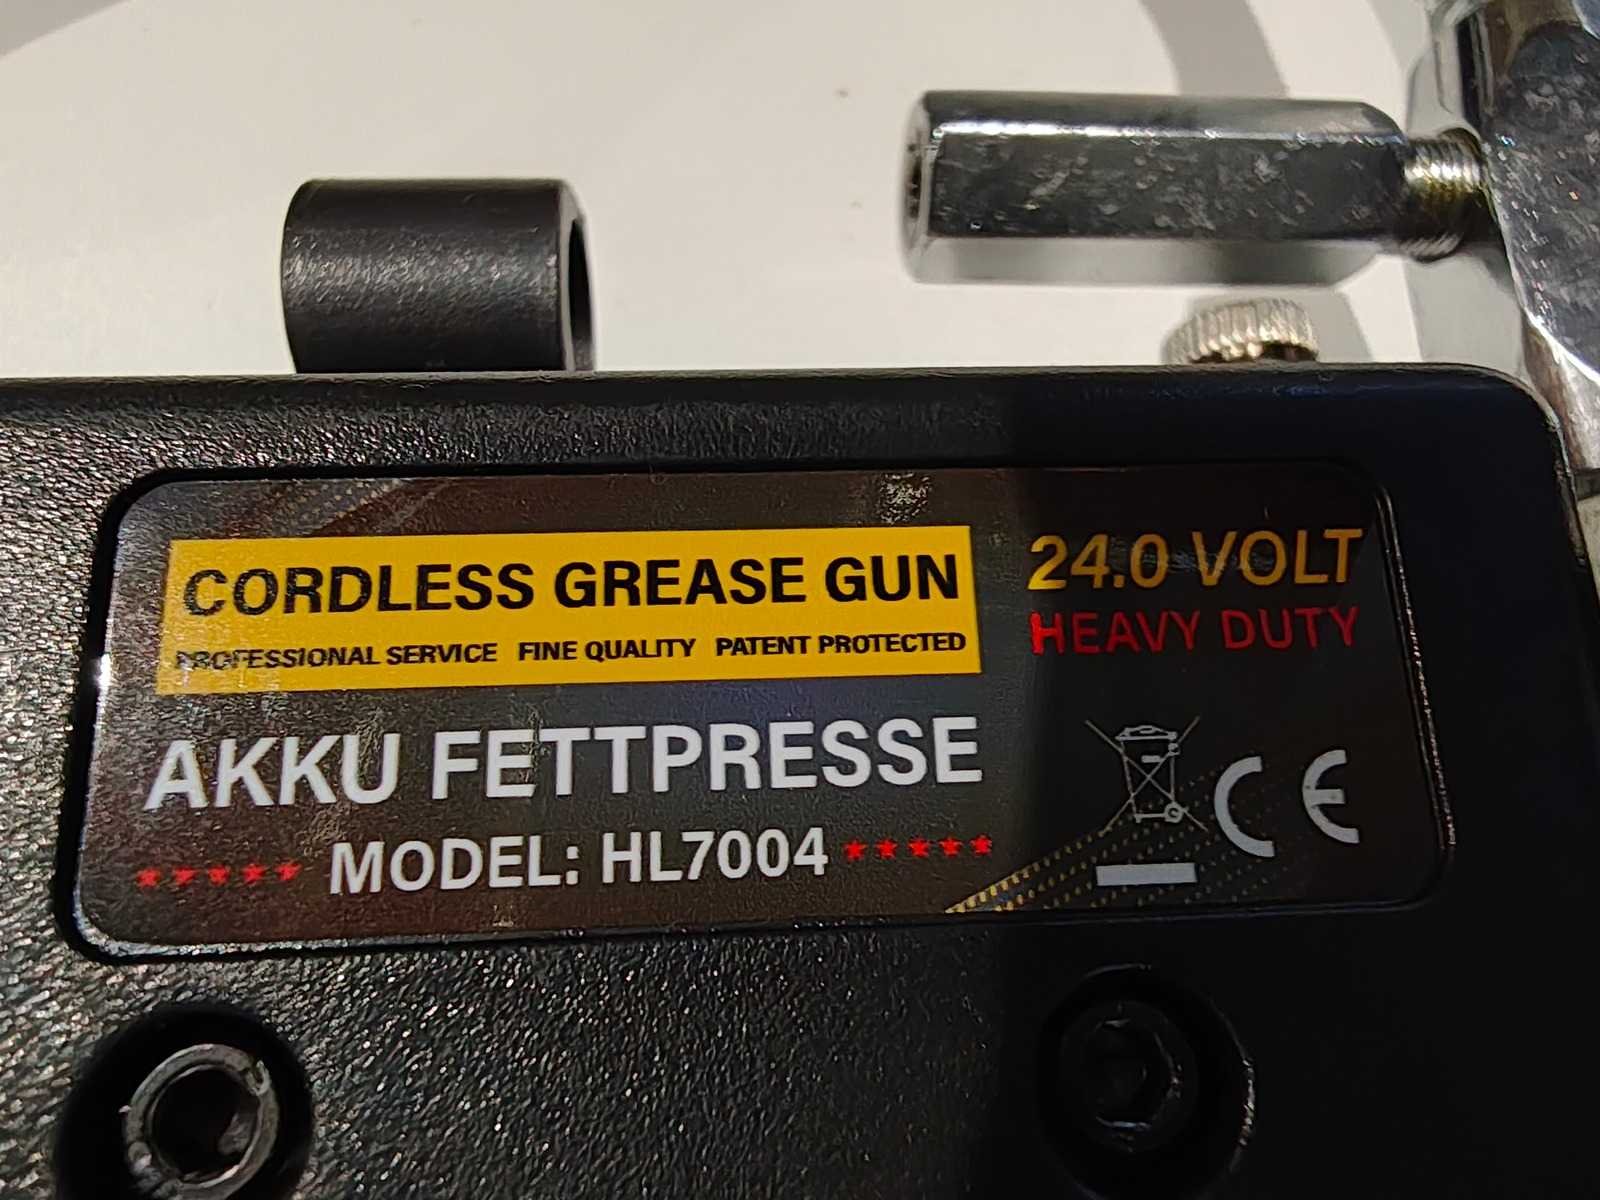 CORDLESS GREASE GUN
PROFESSIONAL SERVICE FINE QUALITY PATENT PROTECTED
24.0 VOLT
HEAVY DUTY
AKKU FETTPRESSE
MODEL: HL7004
CE